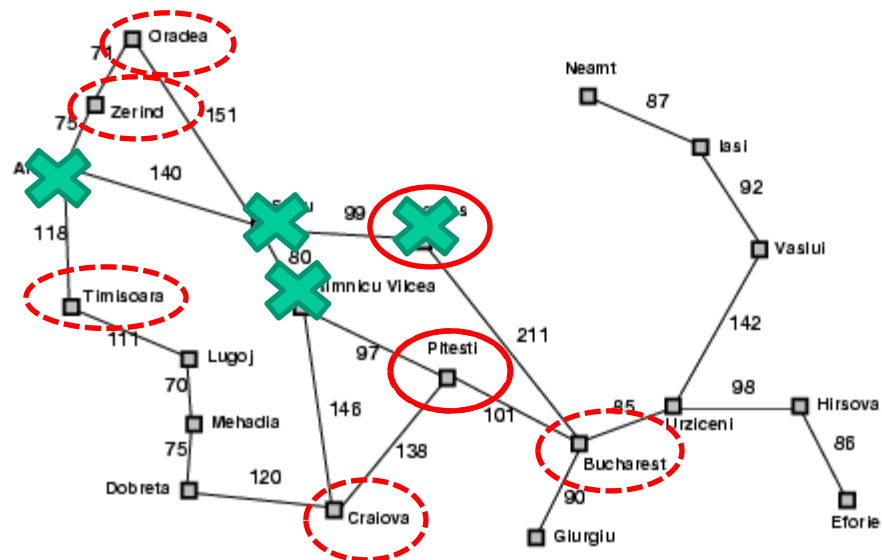 Oradea
71
Neamt
Zerind
87
75
151
Iasi
140
92
99
118
80
Vaslui
Timisoara
111
142
211
Pitesti
Lugoj
97
70
98
85
Hirsova
146
101
Urziceni
Mehadia
75
138
86
Bucharest
120
Dobreta
90
Craiova
Eforie
Giurgiu
Vilcea